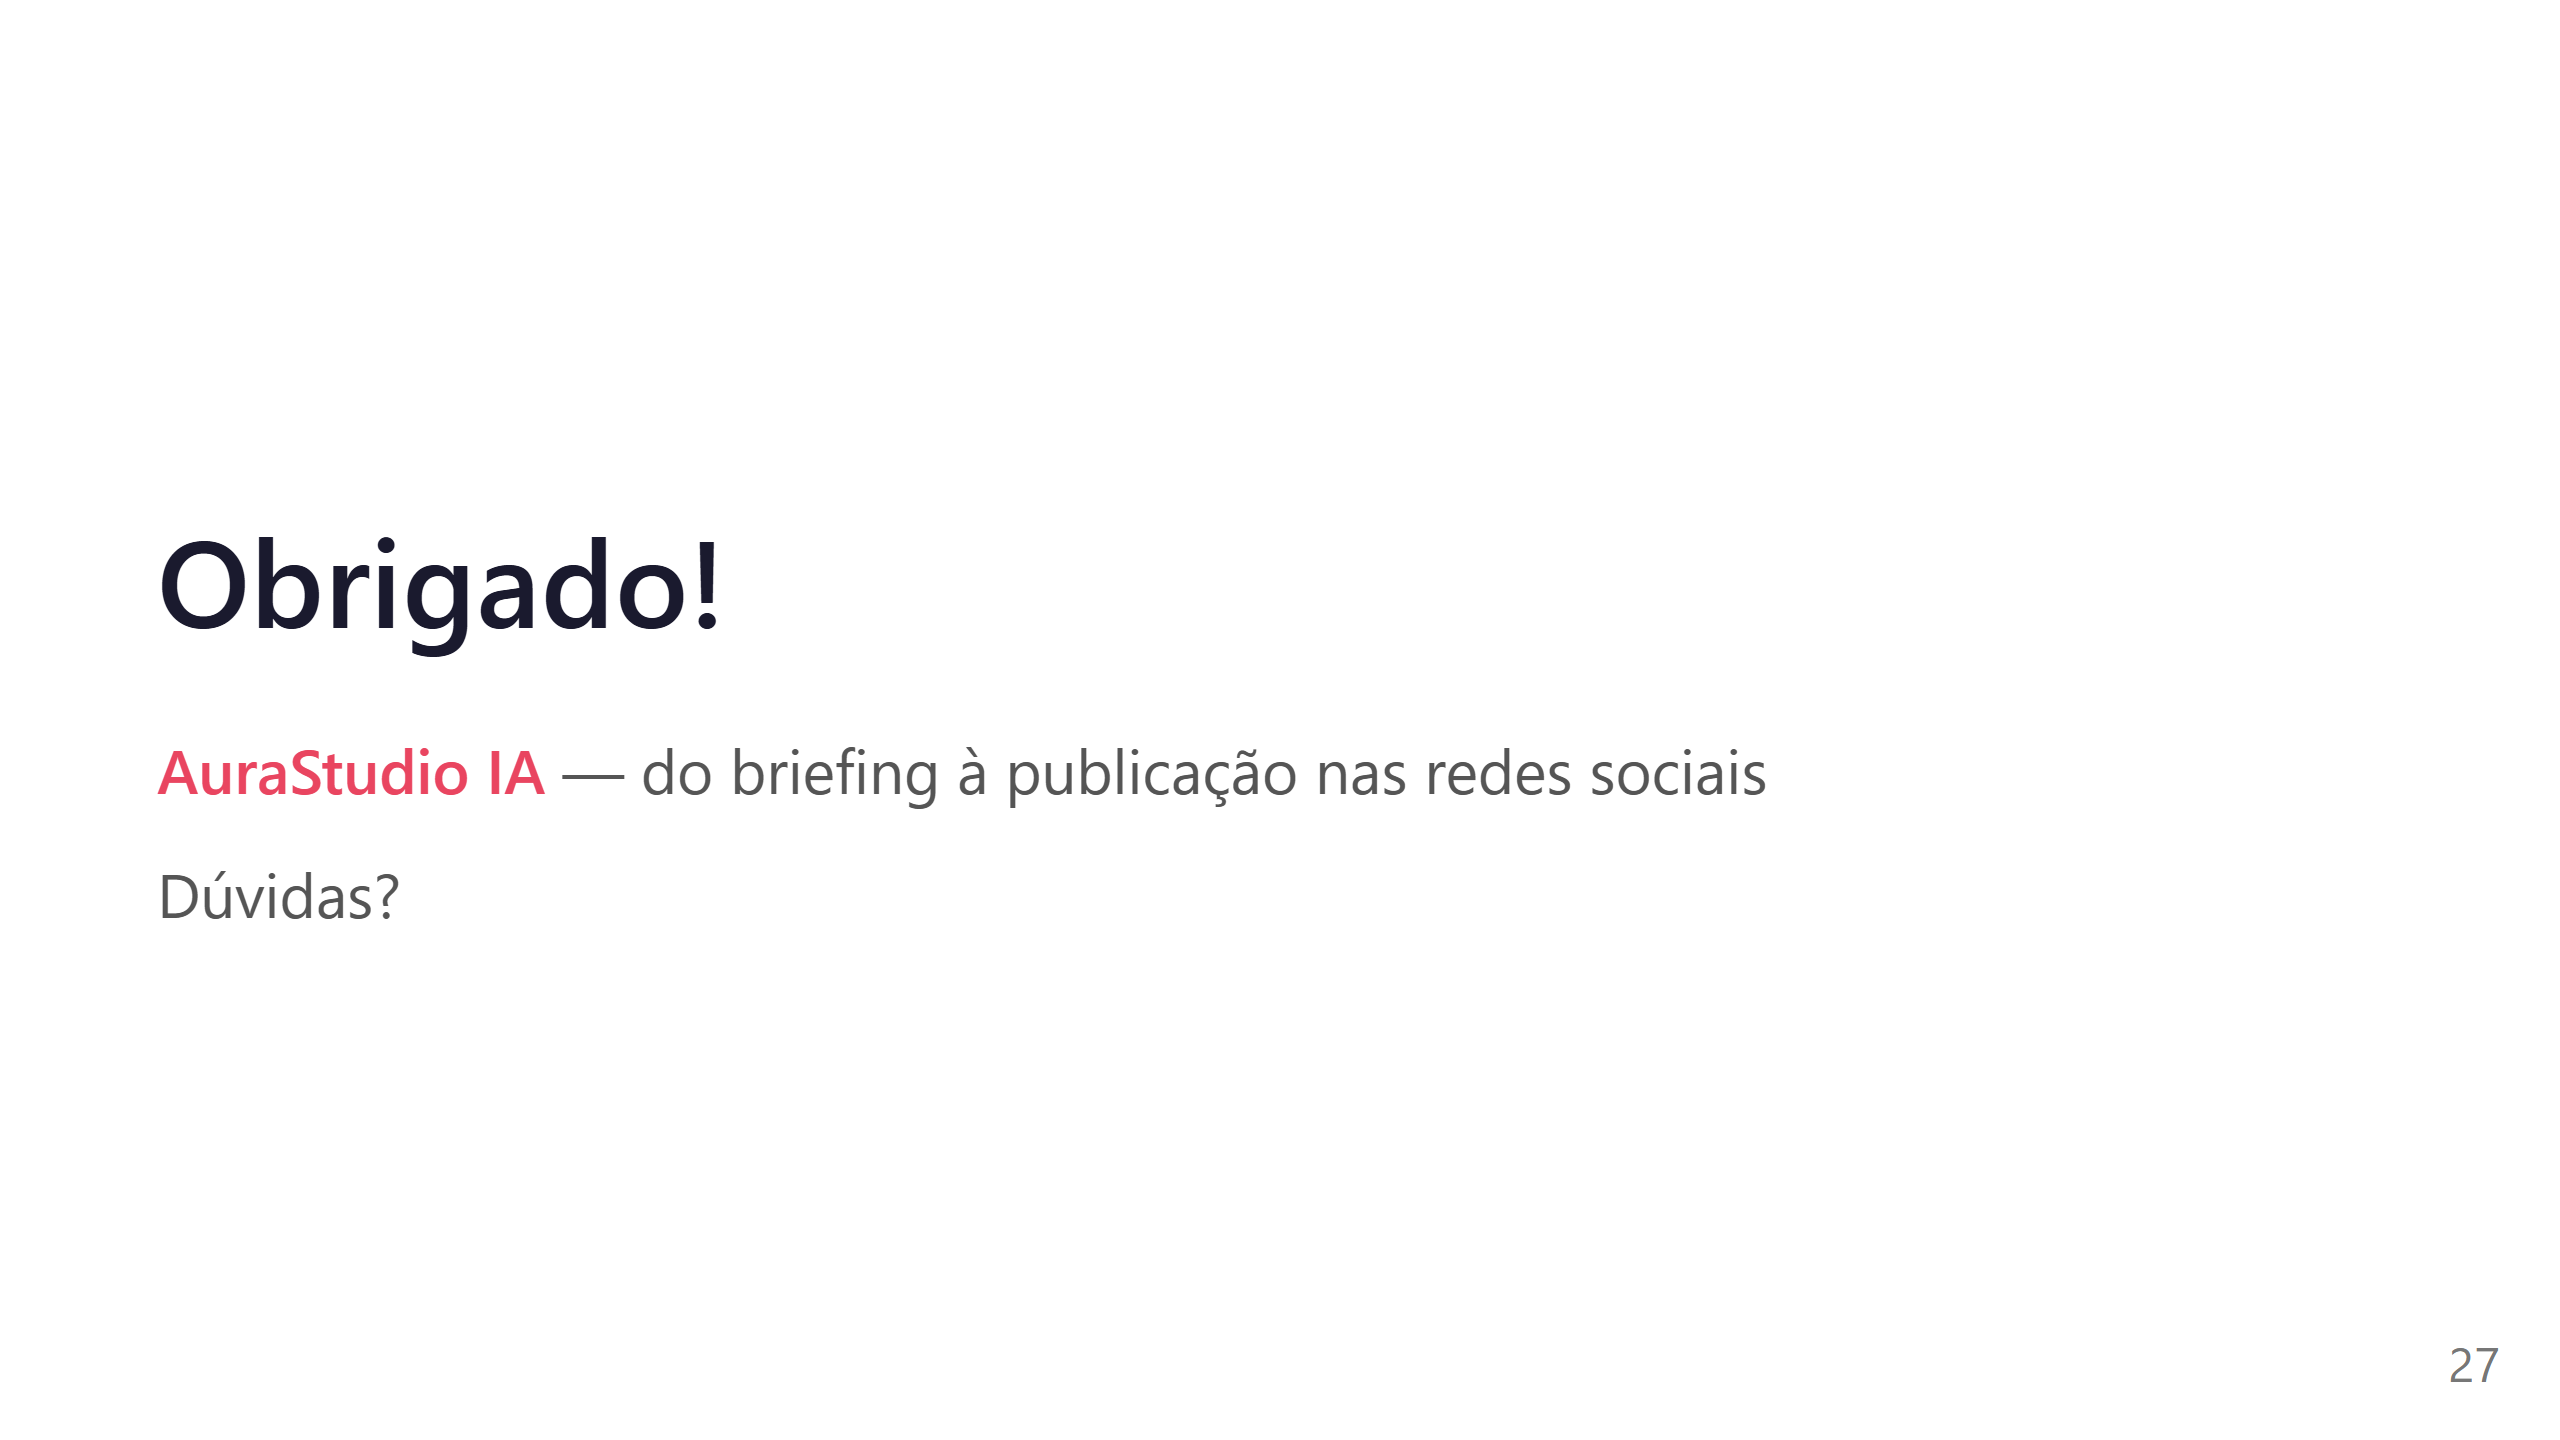 Obrigado!
AuraStudio IA — do briefing à publicação nas redes sociais
Dúvidas?
27